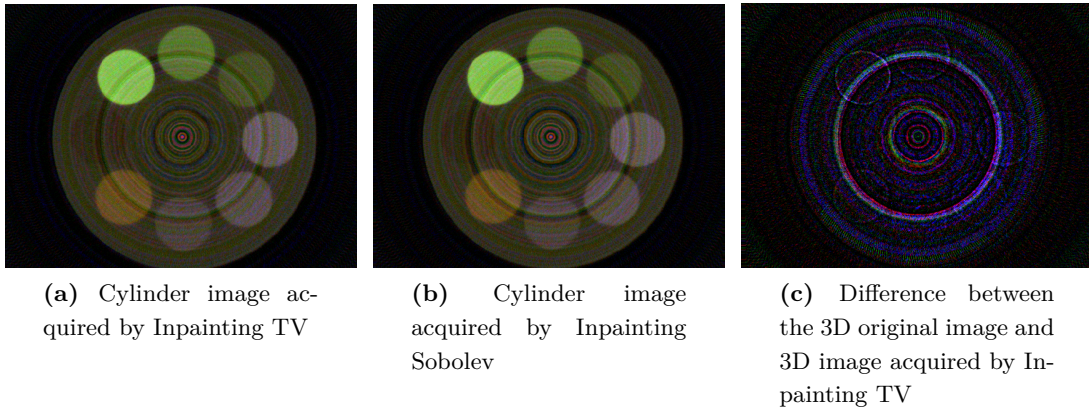 (a) Cylinder image ac-
quired by Inpainting TV
(b) Cylinder image
acquired by Inpainting
Sobolev
(c) Difference between
the 3D original image and
3D image acquired by In-
painting TV